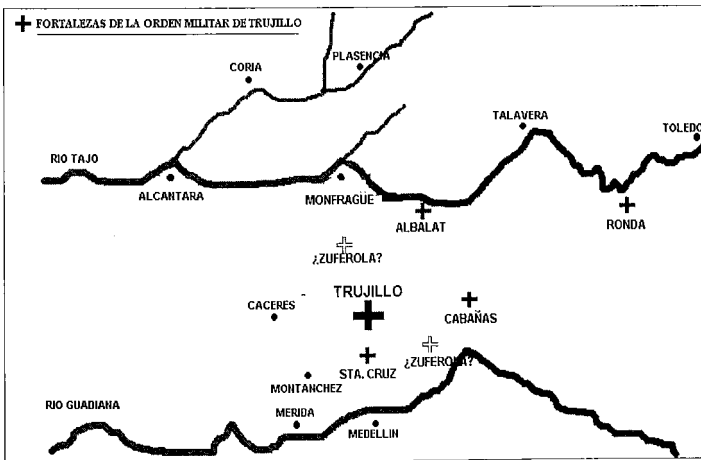 FORTALEZAS DE LA ORDEN MILITAR DE TRUJILLO
PLASENCIA
CORIA
TALAVERA
TOLEDO
RIO TAJO
ALCANTARA
MONFRAGÜE
ALBALAT
RONDA
¿ZUFEROLA?
TRUJILLO
CACERES
CABAÑAS
¿ZUFEROLA?
STA. CRUZ
MONTANCHEZ
RIO GUADIANA
MERIDA
MEDELLIN